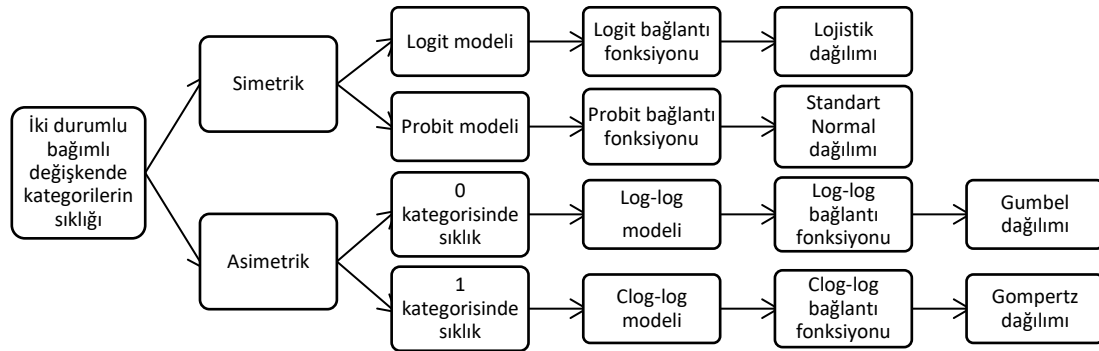 İki durumlu
bağımlı
değişkende
kategorilerin
sıklığı
Simetrik
Logit modeli
Logit bağlantı
fonksiyonu
Lojistik
dağılımı
Probit modeli
Probit bağlantı
fonksiyonu
Standart
Normal
dağılımı
Asimetrik
0
kategorisinde
sıklık
Log-log
modeli
Log-log
bağlantı
fonksiyonu
Gumbel
dağılımı
1
kategorisinde
sıklık
Clog-log
modeli
Clog-log
bağlantı
fonksiyonu
Gompertz
dağılımı